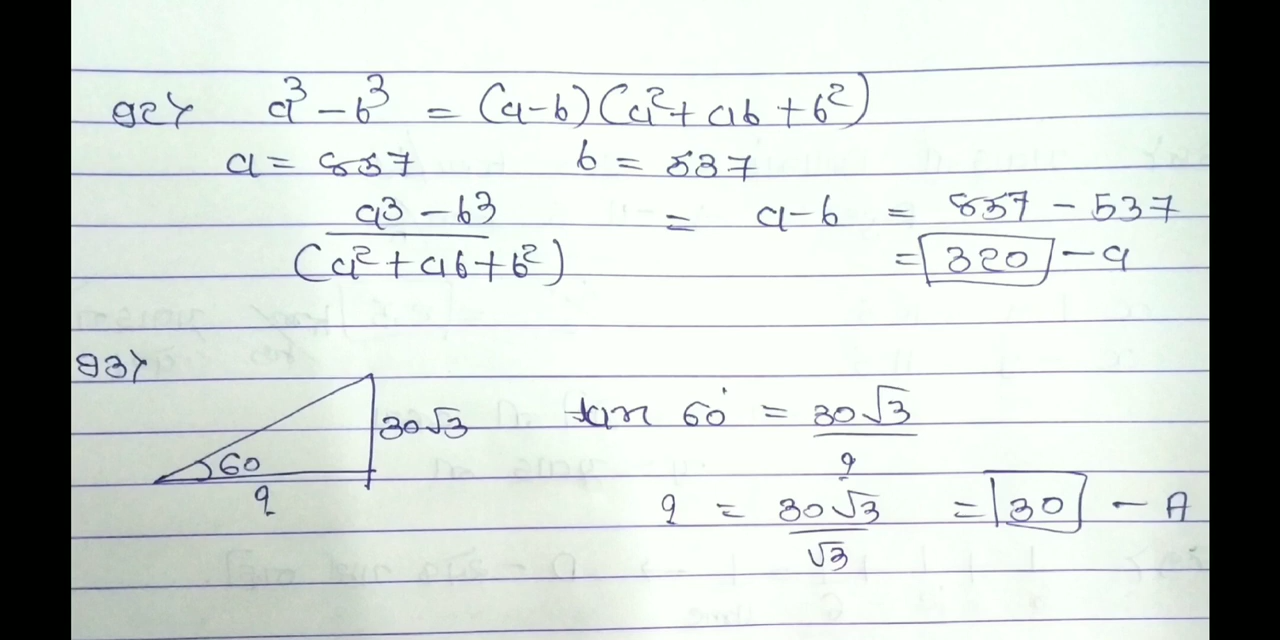 92> a³ - b³ = (a-b) (a² + ab + b²)
a = 857 b = 537
a³ - b³ / (a² + ab + b²) = a - b = 857 - 537
= 320 - a
93>
30√3
60
?
tan 60° = 30√3 / ?
? = 30√3 / √3 = 30 - A